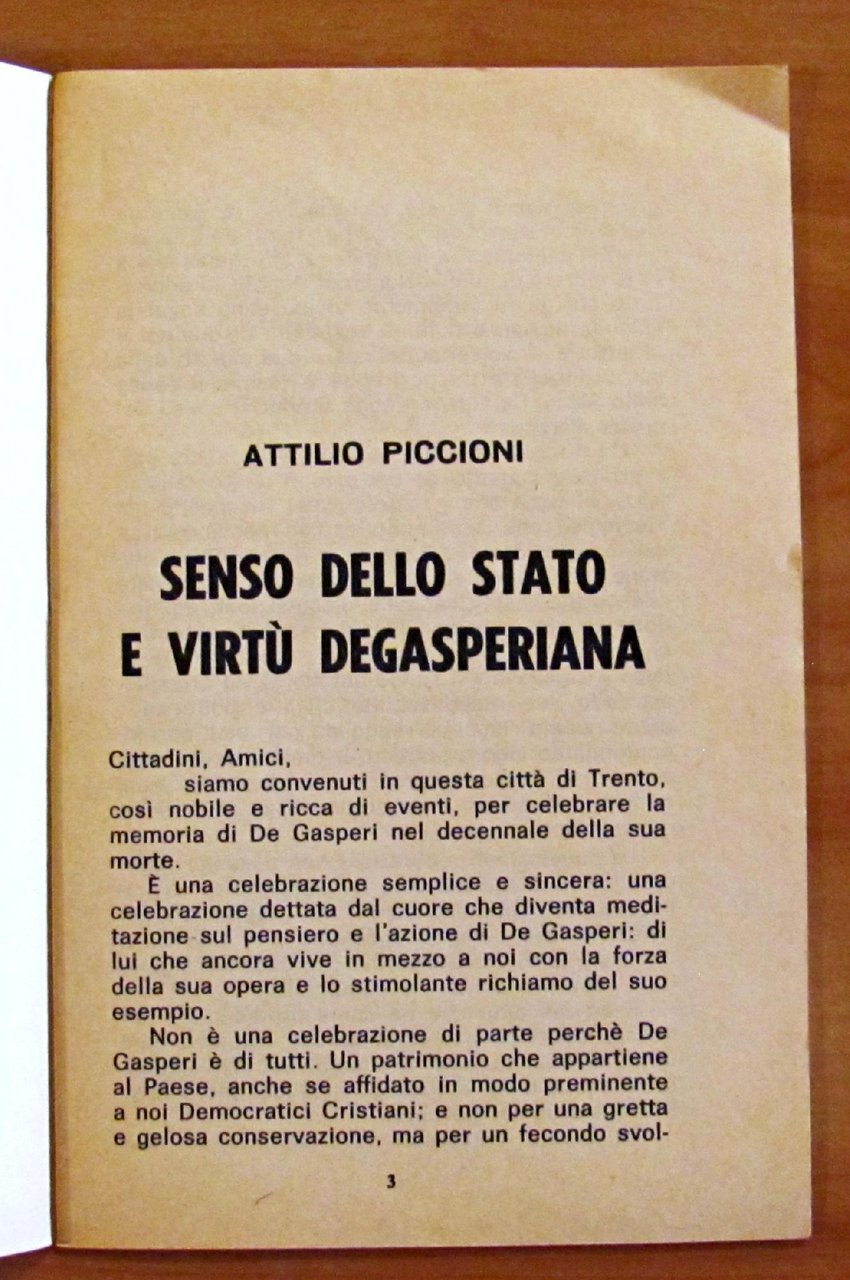 ATTILIO PICCIONI
SENSO DELLO STATO
E VIRTÙ DEGASPERIANA
Cittadini, Amici,
siamo convenuti in questa città di Trento,
così nobile e ricca di eventi, per celebrare la
memoria di De Gasperi nel decennale della sua
morte.
È una celebrazione semplice e sincera: una
celebrazione dettata dal cuore che diventa medi-
tazione sul pensiero e l'azione di De Gasperi: di
lui che ancora vive in mezzo a noi con la forza
della sua opera e lo stimolante richiamo del suo
esempio.
Non è una celebrazione di parte perchè De
Gasperi è di tutti. Un patrimonio che appartiene
al Paese, anche se affidato in modo preminente
a noi Democratici Cristiani; e non per una gretta
e gelosa conservazione, ma per un fecondo svol-
3